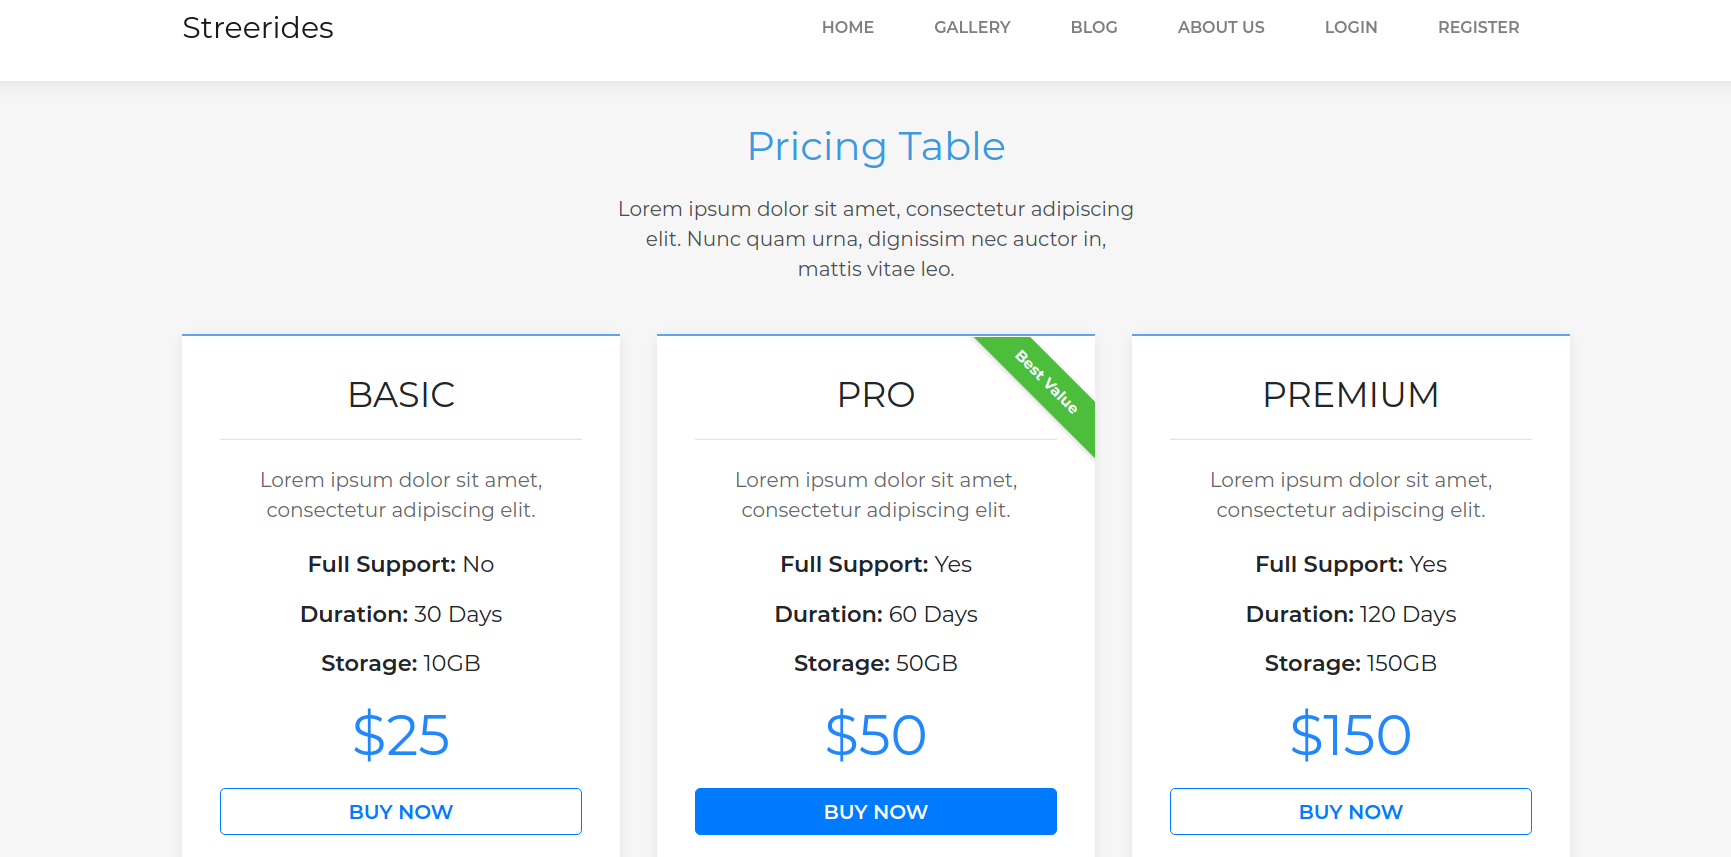 Streerides
HOME GALLERY BLOG ABOUT US LOGIN REGISTER
Pricing Table
Lorem ipsum dolor sit amet, consectetur adipiscing
elit. Nunc quam urna, dignissim nec auctor in,
mattis vitae leo.
BASIC
Lorem ipsum dolor sit amet,
consectetur adipiscing elit.
Full Support: No
Duration: 30 Days
Storage: 10GB
$25
BUY NOW
Best Value
PRO
Lorem ipsum dolor sit amet,
consectetur adipiscing elit.
Full Support: Yes
Duration: 60 Days
Storage: 50GB
$50
BUY NOW
PREMIUM
Lorem ipsum dolor sit amet,
consectetur adipiscing elit.
Full Support: Yes
Duration: 120 Days
Storage: 150GB
$150
BUY NOW